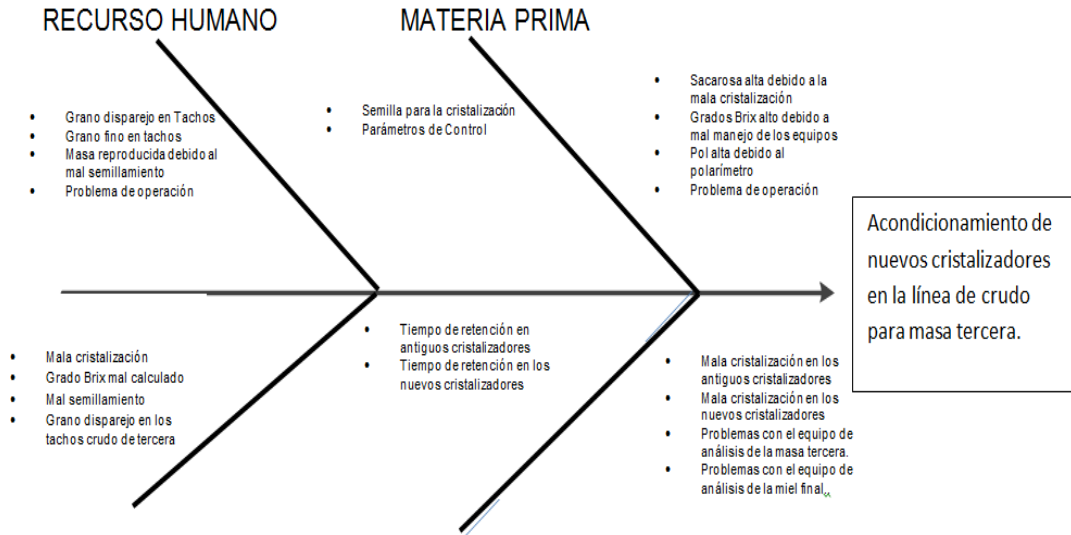 RECURSO HUMANO
MATERIA PRIMA
• Grano disparejo en Tachos
• Grano fino en tachos
• Masa reproducida debido al
mal semillamiento
• Problema de operación
• Semilla para la cristalización
• Parámetros de Control
• Sacarosa alta debido a la
mala cristalización
• Grados Brix alto debido a
mal manejo de los equipos
• Pol alta debido al
polarímetro
• Problema de operación
Acondicionamiento de
nuevos cristalizadores
en la línea de crudo
para masa tercera.
• Mala cristalización
• Grado Brix mal calculado
• Mal semillamiento
• Grano disparejo en los
tachos crudo de tercera
• Tiempo de retención en
antiguos cristalizadores
• Tiempo de retención en los
nuevos cristalizadores
• Mala cristalización en los
antiguos cristalizadores
• Mala cristalización en los
nuevos cristalizadores
• Problemas con el equipo de
análisis de la masa tercera.
• Problemas con el equipo de
análisis de la miel final.